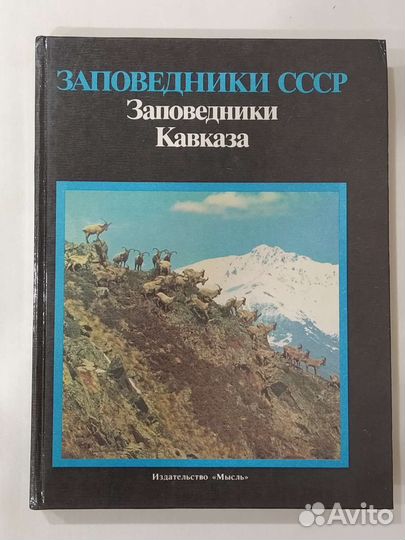 ЗАПОВЕДНИКИ СССР
Заповедники
Кавказа
Издательство «Мысль»
Avito